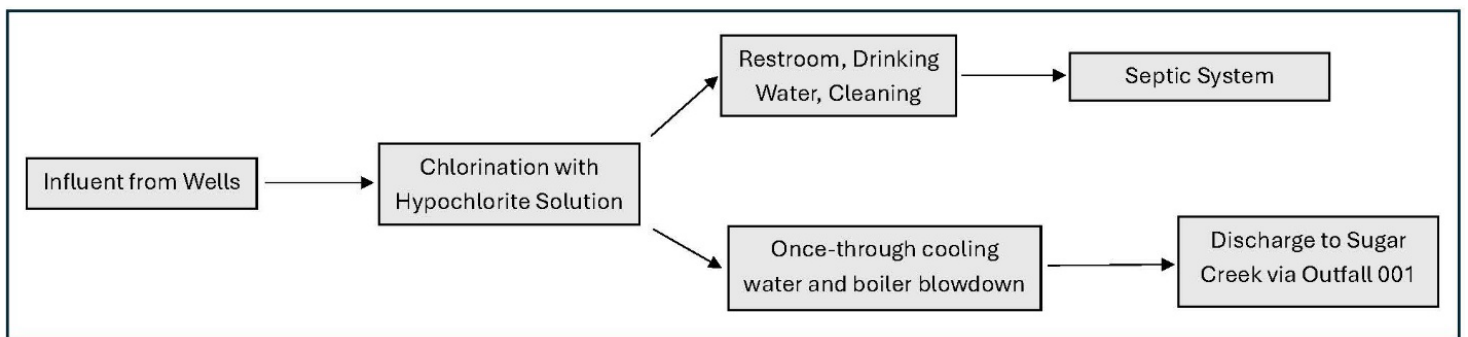 Influent from Wells
Chlorination with
Hypochlorite Solution
Restroom, Drinking
Water, Cleaning
Septic System
Once-through cooling
water and boiler blowdown
Discharge to Sugar
Creek via Outfall 001